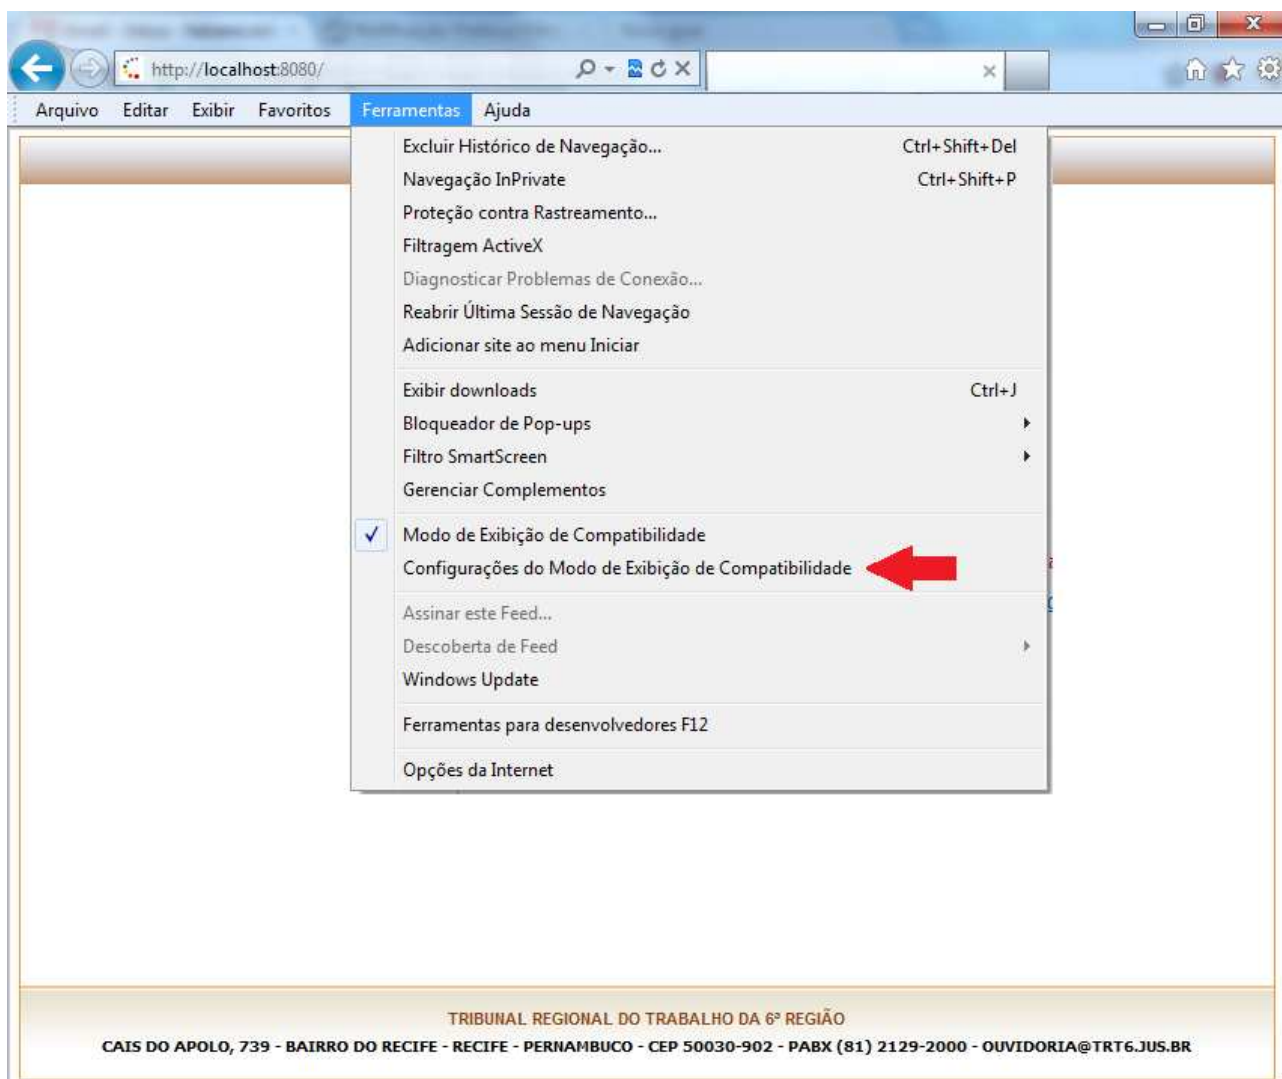 http://localhost:8080/
Arquivo Editar Exibir Favoritos Ferramentas Ajuda
Excluir Histórico de Navegação... Ctrl+Shift+Del
Navegação InPrivate Ctrl+Shift+P
Proteção contra Rastreamento...
Filtragem ActiveX
Diagnosticar Problemas de Conexão...
Reabrir Última Sessão de Navegação
Adicionar site ao menu Iniciar
Exibir downloads Ctrl+J
Bloqueador de Pop-ups
Filtro SmartScreen
Gerenciar Complementos
Modo de Exibição de Compatibilidade
Configurações do Modo de Exibição de Compatibilidade
Assinar este Feed...
Descoberta de Feed
Windows Update
Ferramentas para desenvolvedores F12
Opções da Internet
TRIBUNAL REGIONAL DO TRABALHO DA 6ª REGIÃO
CAIS DO APOLO, 739 - BAIRRO DO RECIFE - RECIFE - PERNAMBUCO - CEP 50030-902 - PABX (81) 2129-2000 - OUVIDORIA@TRT6.JUS.BR